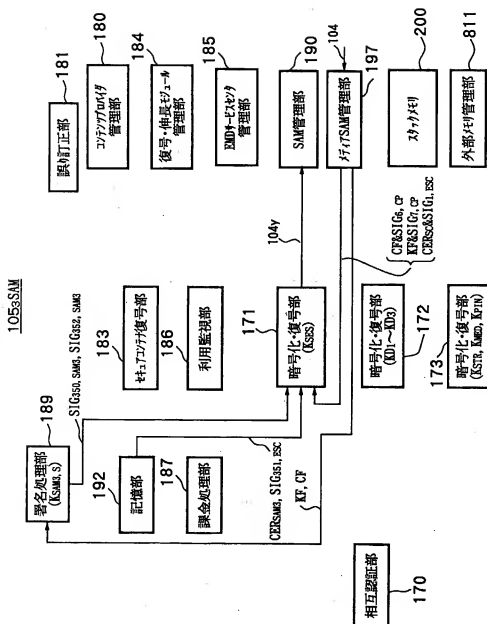 105₃SAM
誤り訂正部
181
コンテンツプロバイダ
管理部
180
復号・伸長モジュール
管理部
184
EMDサービスセンタ
管理部
185
SAM管理部
190
104
メディアSAM管理部
197
スタックメモリ
200
外部メモリ管理部
811
104y
CF&SIG6, CP
KF&SIG7, CP
CERSC&SIG1, ESC
セキュアコンテナ復号部
183
利用監視部
186
暗号化・復号部
(KSES)
171
暗号化・復号部
(KD1～KD3)
172
暗号化・復号部
(KSTR, KMED, KPIN)
173
署名処理部
(KSAM3, S)
189
SIG350, SAM3, SIG352, SAM3
記憶部
192
課金処理部
187
CERSAM3, SIG351, ESC
KF, CF
相互認証部
170